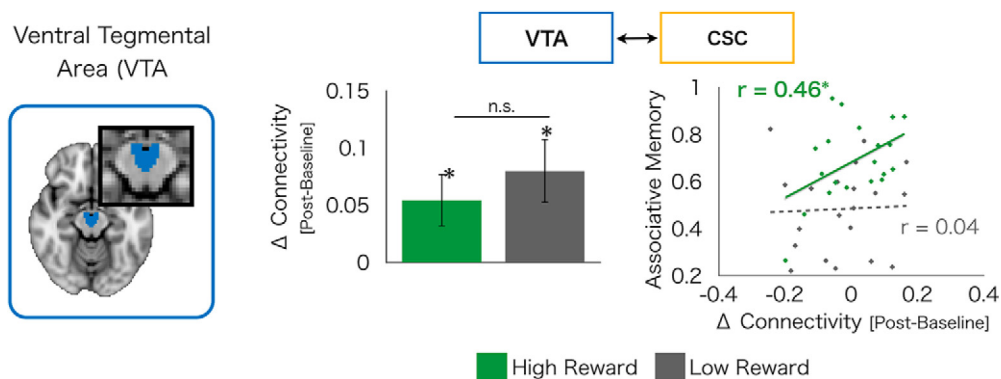 Ventral Tegmental
Area (VTA
VTA
CSC
Δ Connectivity
[Post-Baseline]
0.15
0.1
0.05
0
n.s.
*
*
Associative Memory
1
0.8
0.6
0.4
0.2
r = 0.46*
r = 0.04
-0.4
-0.2
0
0.2
0.4
Δ Connectivity [Post-Baseline]
High Reward
Low Reward